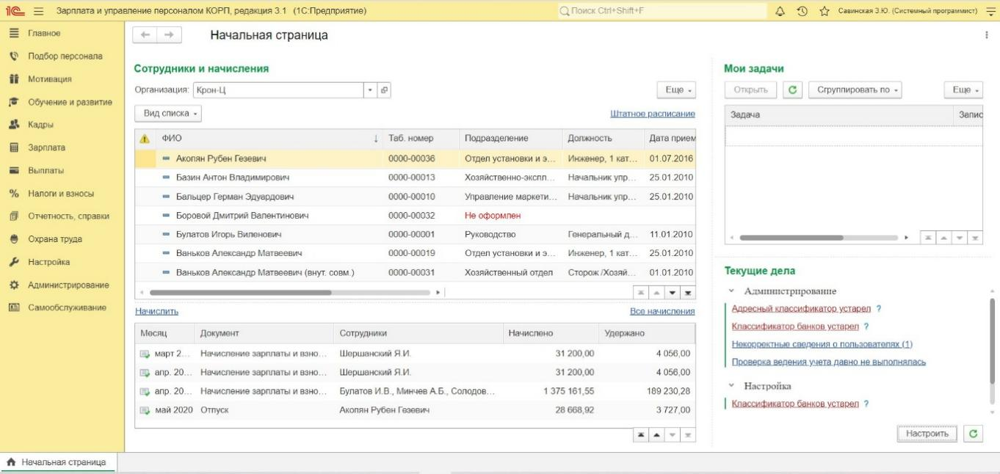 1С Зарплата и управление персоналом КОРП, редакция 3.1 (1С:Предприятие) Поиск Ctrl+Shift+F Савинская З.Ю. (Системный программист)
Главное
Подбор персонала
Мотивация
Обучение и развитие
Кадры
Зарплата
Выплаты
Налоги и взносы
Отчетность, справки
Охрана труда
Настройка
Администрирование
Самообслуживание
Начальная страница
Сотрудники и начисления
Организация: Крон-Ц Еще
Вид списка Штатное расписание
ФИО ↓ Таб. номер Подразделение Должность Дата прием
Акопян Рубен Гезевич 0000-00036 Отдел установки и э... Инженер, 1 кат... 01.07.2016
Базин Антон Владимирович 0000-00013 Хозяйственно-экспл... Начальник упр... 25.01.2010
Бальцер Герман Эдуардович 0000-00010 Управление маркети... Начальник упр... 25.01.2010
Боровой Дмитрий Валентинович 0000-00032 Не оформлен
Булатов Игорь Виленович 0000-00001 Руководство Генеральный д... 11.01.2010
Ваньков Александр Матвеевич 0000-00019 Отдел установки и э... Инженер, 1 кат... 25.01.2010
Ваньков Александр Матвеевич (внут. совм.) 0000-00031 Хозяйственный отдел Сторож /Хозяй... 01.01.2010
Начислить Все начисления
Месяц Документ Сотрудники Начислено Удержано
март 2... Начисление зарплаты и взно... Шершанский Я.И. 31 200,00 4 056,00
апр. 20... Начисление зарплаты и взно... Шершанский Я.И. 31 200,00 4 056,00
апр. 20... Начисление зарплаты и взно... Булатов И.В., Минчев А.Б., Солодов... 1 375 161,55 189 230,28
май 2020 Отпуск Акопян Рубен Гезевич 28 668,92 3 727,00
Мои задачи
Открыть Сгруппировать по Еще
Задача Запис
Текущие дела
Администрирование
Адресный классификатор устарел ?
Классификатор банков устарел ?
Некорректные сведения о пользователях (1)
Проверка ведения учета давно не выполнялась
Настройка
Классификатор банков устарел ?
Настроить
Начальная страница